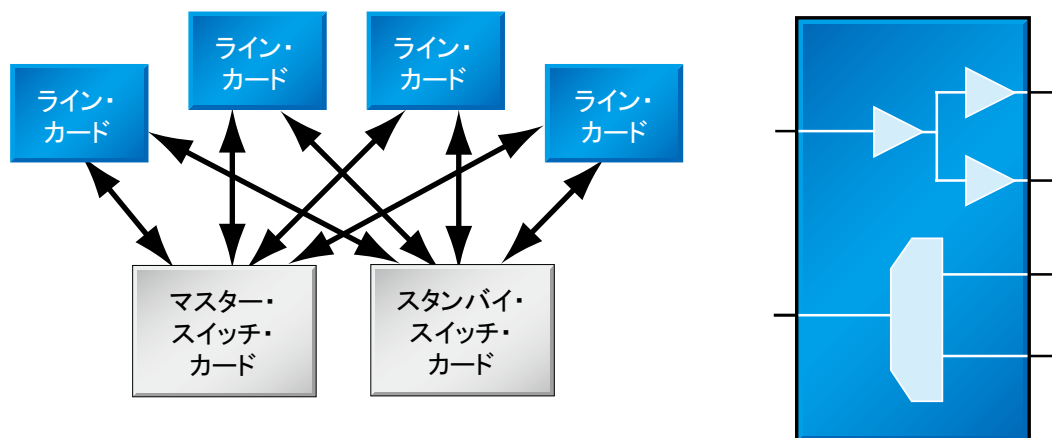 ライン・
カード
ライン・
カード
ライン・
カード
ライン・
カード
マスター・
スイッチ・
カード
スタンバイ・
スイッチ・
カード